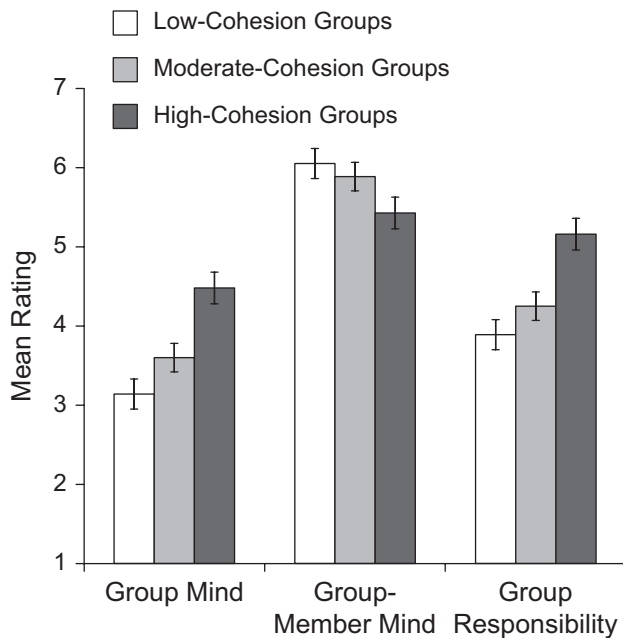 Low-Cohesion Groups
Moderate-Cohesion Groups
High-Cohesion Groups
7
6
5
4
3
2
1
Mean Rating
Group Mind
Group-
Member Mind
Group
Responsibility